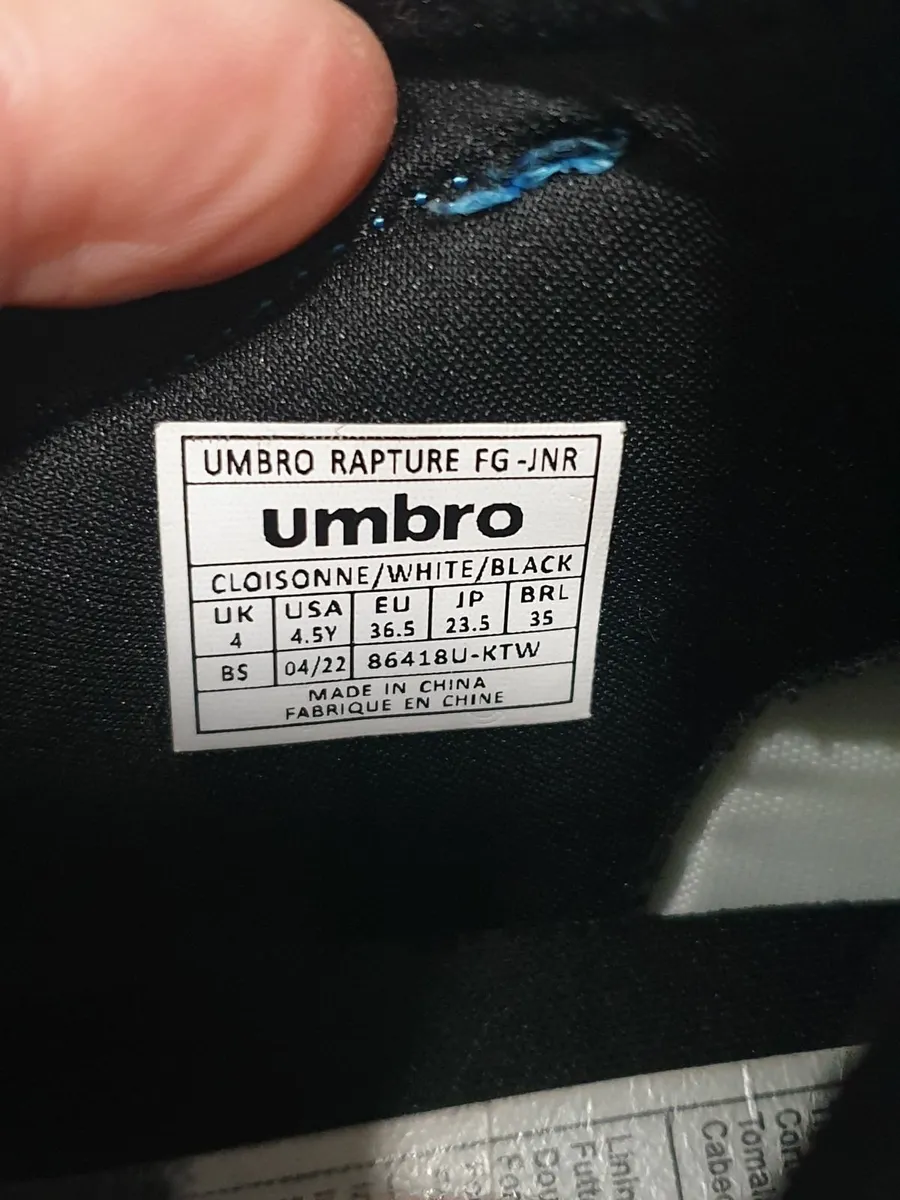 UMBRO RAPTURE FG-JNR
umbro
CLOISONNE/WHITE/BLACK
UK USA EU JP BRL
4 4.5Y 36.5 23.5 35
BS 04/22 86418U-KTW
MADE IN CHINA
FABRIQUE EN CHINE